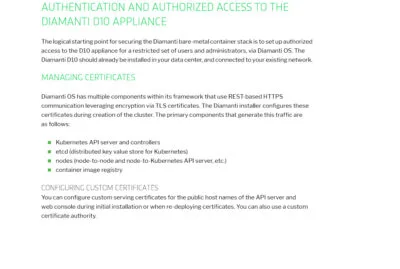 AUTHENTICATION AND AUTHORIZED ACCESS TO THE
DIAMANTI D10 APPLIANCE
The logical starting point for securing the Diamanti bare-metal container stack is to set up authorized
access to the D10 appliance for a restricted set of users and administrators, via Diamanti OS. The
Diamanti D10 should already be installed in your data center, and connected to your existing network.
MANAGING CERTIFICATES
Diamanti OS has multiple components within its framework that use REST-based HTTPS
communication leveraging encryption via TLS certificates. The Diamanti installer configures these
certificates during creation of the cluster. The primary components that generate this traffic are
as follows:
Kubernetes API server and controllers
etcd (distributed key value store for Kubernetes)
nodes (node-to-node and node-to-Kubernetes API server, etc.)
container image registry
CONFIGURING CUSTOM CERTIFICATES
You can configure custom-serving certificates for the public host names of the API server and
web console during initial installation or when re-deploying certificates. You can also use a custom
certificate authority.